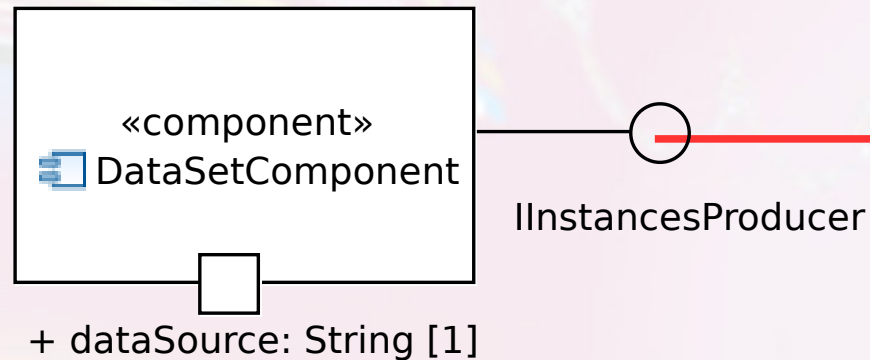 «component»
DataSetComponent
IInstancesProducer
+ dataSource: String [1]